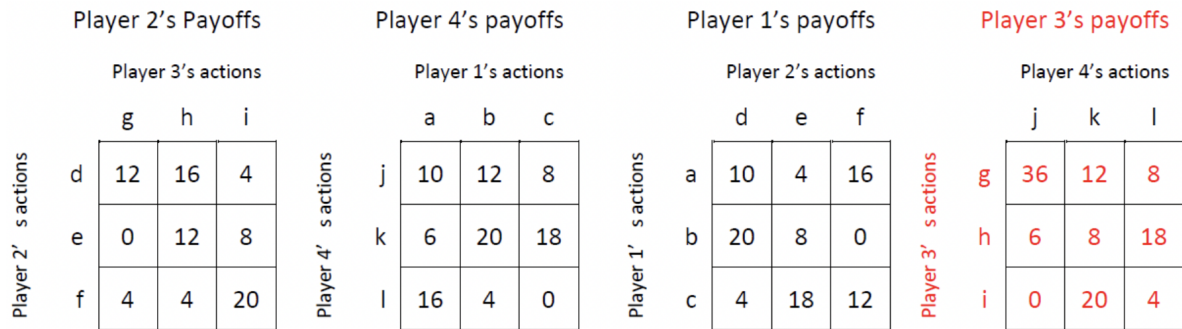 Player 2's Payoffs Player 4's payoffs Player 1's payoffs Player 3's payoffs
Player 3's actions Player 1's actions Player 2's actions Player 4's actions
g h i a b c d e f j k l
Player 2' s actions Player 4' s actions Player 1' s actions Player 3' s actions
d 12 16 4 j 10 12 8 a 10 4 16 g 36 12 8
e 0 12 8 k 6 20 18 b 20 8 0 h 6 8 18
f 4 4 20 l 16 4 0 c 4 18 12 i 0 20 4